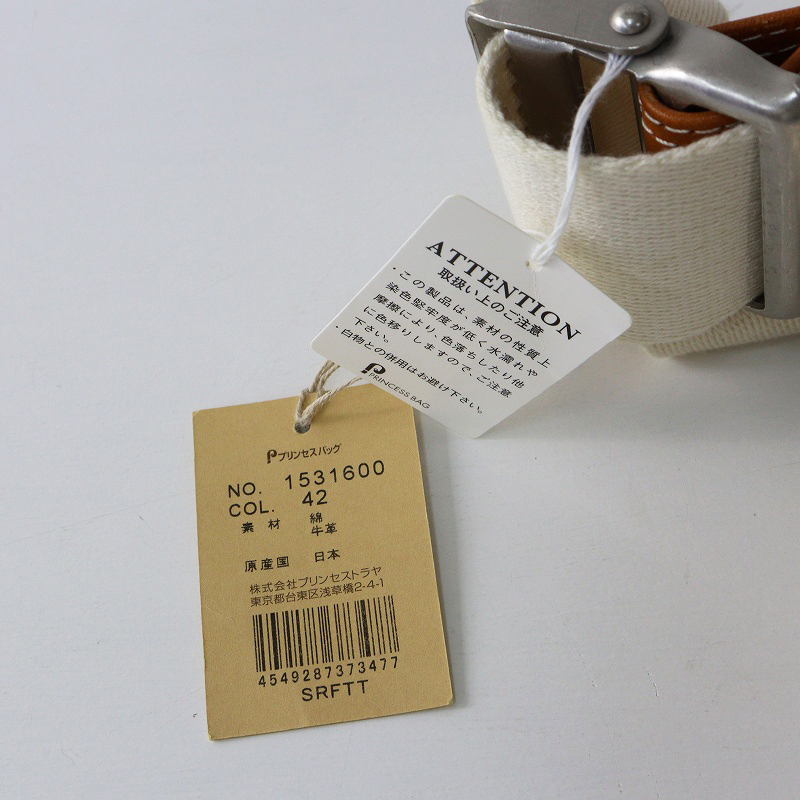 ATTENTION
取扱い上のご注意
・この製品は、素材の性質上
染色堅牢度が低く水濡れや
摩擦により、色落ちしたり他
に色移りしますので、ご注意
下さい。
・白物との併用はお避け下さい。
PRINCESS BAG
プリンセスバッグ
NO. 1531600
COL. 42
素材 綿
牛革
原産国 日本
株式会社プリンセストラヤ
東京都台東区浅草橋2-4-1
4549287373477
SRFTT